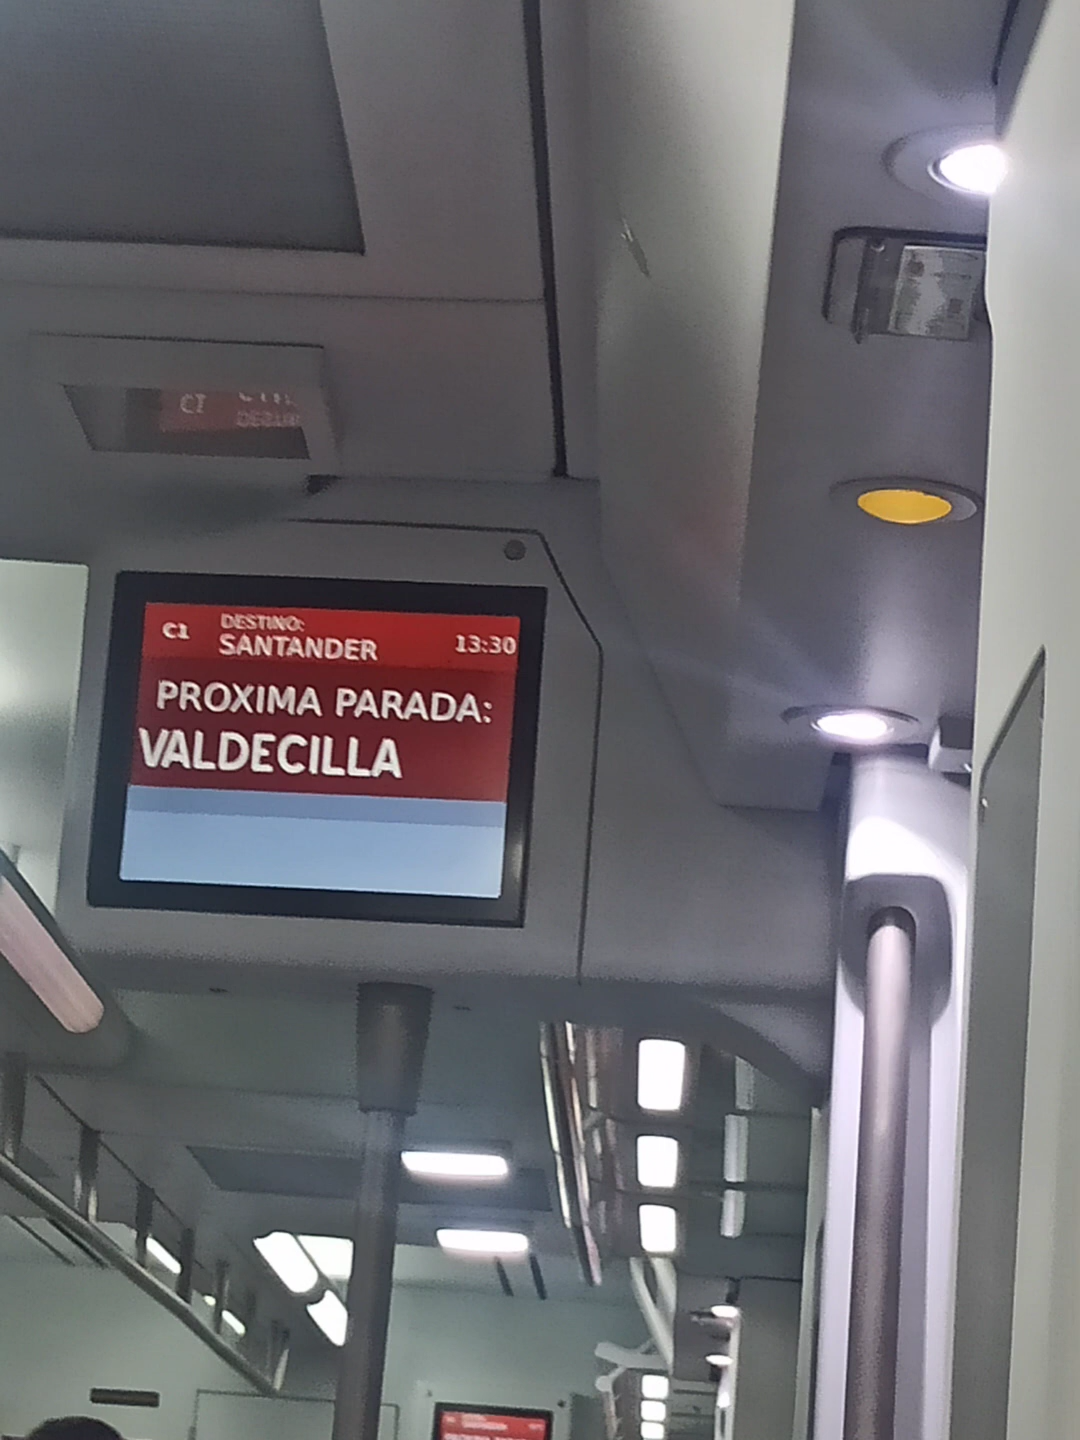 C1 DESTINO:
SANTANDER 13:30
PROXIMA PARADA:
VALDECILLA